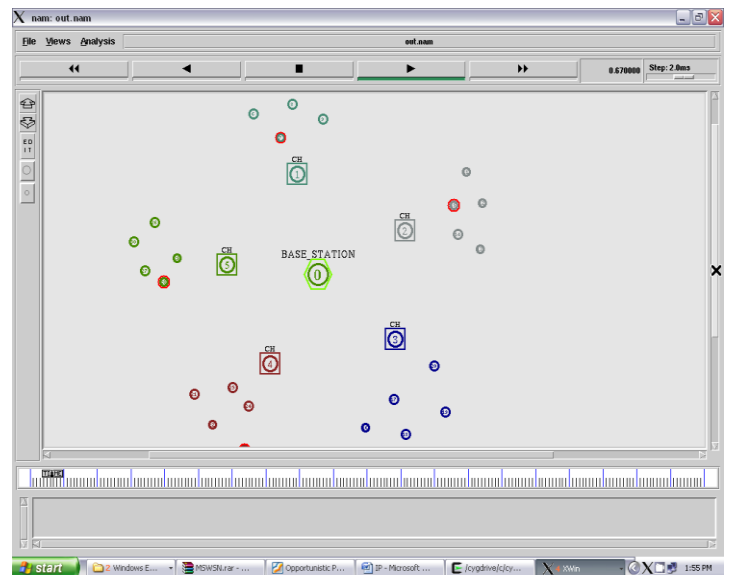 nam: out.nam
File Views Analysis out.nam
0.670000 Step: 2.0ms
ED
IT
CH
1
CH
2
CH
5
BASE_STATION
0
CH
3
CH
4
TIME
start 2 Windows E... MSWSN.rar - ... Opportunistic P... IP - Microsoft ... /cygdrive/c/cy... XWin 1:55 PM